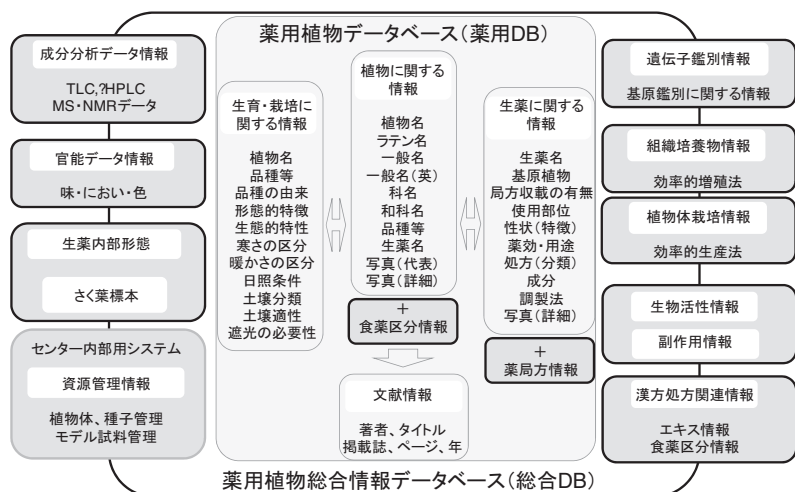 薬用植物データベース(薬用DB)
成分分析データ情報
TLC,?HPLC
MS・NMRデータ
官能データ情報
味・におい・色
生薬内部形態
さく葉標本
センター内部用システム
資源管理情報
植物体、種子管理
モデル試料管理
生育・栽培に
関する情報
植物名
品種等
品種の由来
形態的特徴
生態的特性
寒さの区分
暖かさの区分
日照条件
土壌分類
土壌適性
遮光の必要性
植物に関する
情報
植物名
ラテン名
一般名
一般名(英)
科名
和科名
品種等
生薬名
写真(代表)
写真(詳細)
+
食薬区分情報
文献情報
著者、タイトル
掲載誌、ページ、年
生薬に関する
情報
生薬名
基原植物
局方収載の有無
使用部位
性状(特徴)
薬効・用途
処方(分類)
成分
調製法
写真(詳細)
+
薬局方情報
遺伝子鑑別情報
基原鑑別に関する情報
組織培養物情報
効率的増殖法
植物体栽培情報
効率的生産法
生物活性情報
副作用情報
漢方処方関連情報
エキス情報
食薬区分情報
薬用植物総合情報データベース(総合DB)